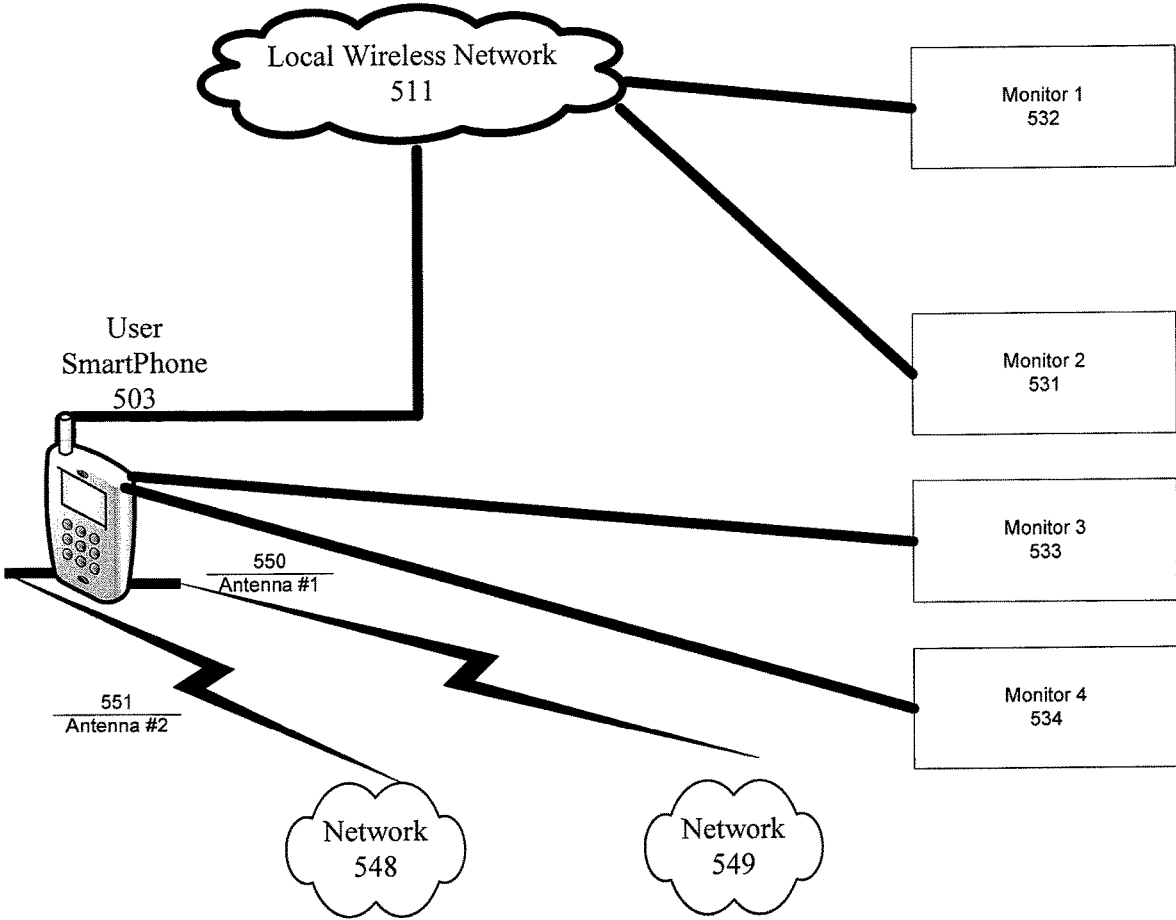 Local Wireless Network
511
Monitor 1
532
User
SmartPhone
503
Monitor 2
531
Monitor 3
533
550
Antenna #1
Monitor 4
534
551
Antenna #2
Network
548
Network
549